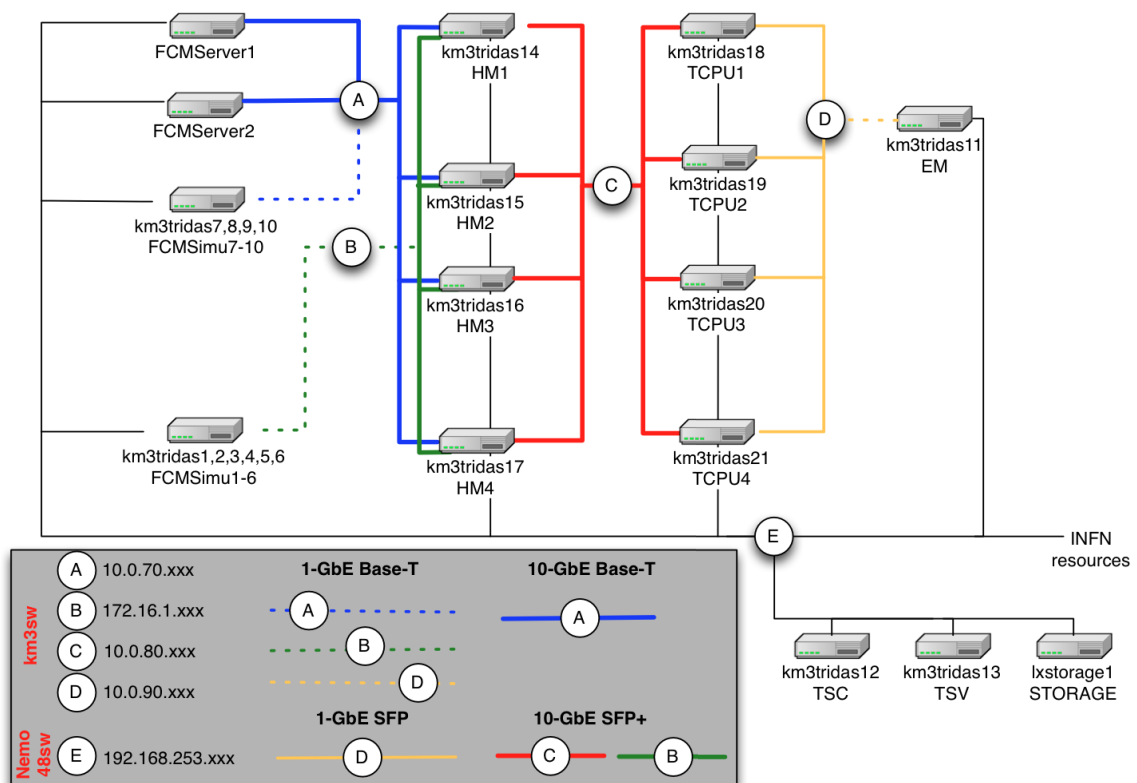 FCMServer1
A
FCMServer2
km3tridas7,8,9,10
FCMSimu7-10
B
km3tridas1,2,3,4,5,6
FCMSimu1-6
km3tridas14
HM1
km3tridas15
HM2
km3tridas16
HM3
km3tridas17
HM4
C
km3tridas18
TCPU1
km3tridas19
TCPU2
km3tridas20
TCPU3
km3tridas21
TCPU4
D
km3tridas11
EM
E
INFN
resources
km3tridas12
TSC
km3tridas13
TSV
lxstorage1
STORAGE
km3sw
A 10.0.70.xxx
B 172.16.1.xxx
C 10.0.80.xxx
D 10.0.90.xxx
Nemo
48sw
E 192.168.253.xxx
1-GbE Base-T
A
B
D
10-GbE Base-T
A
1-GbE SFP
D
10-GbE SFP+
C
B